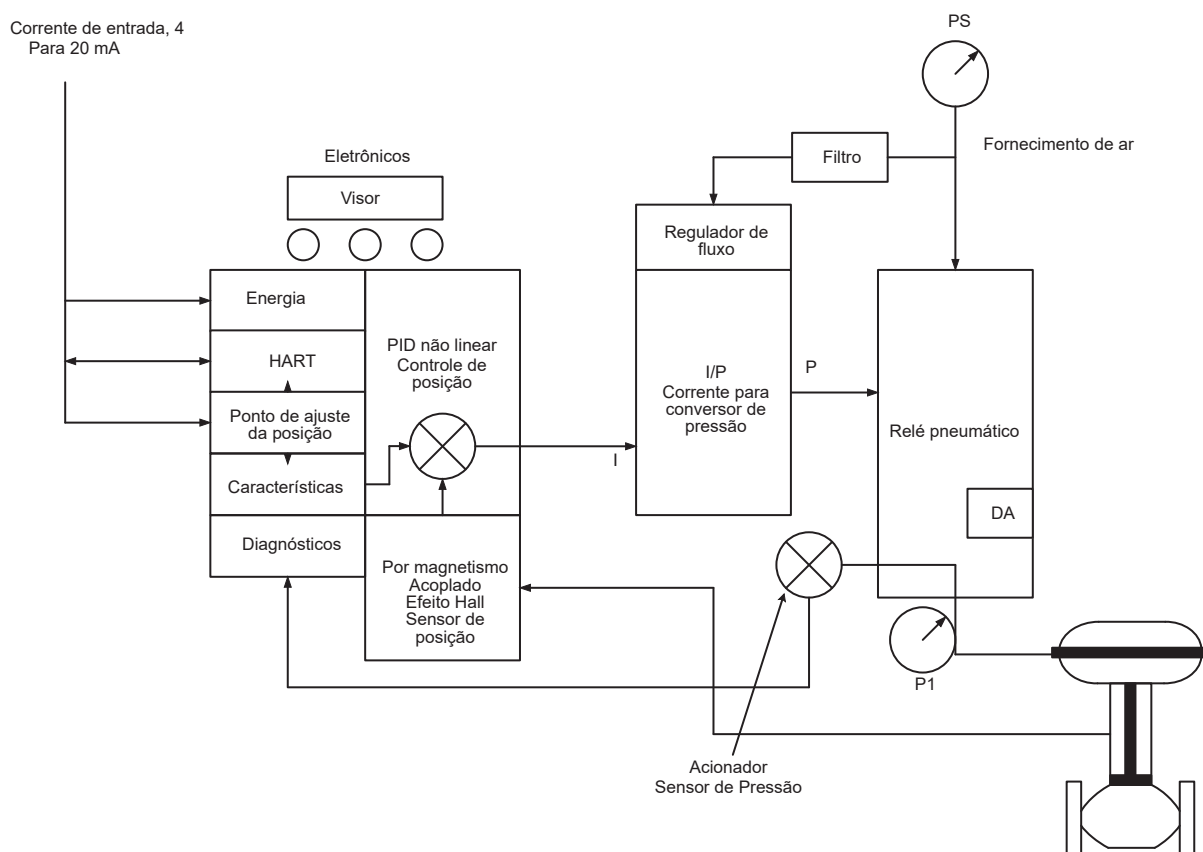 Corrente de entrada, 4
Para 20 mA
PS
Fornecimento de ar
Filtro
Eletrônicos
Visor
Regulador de
fluxo
Energia
HART
Ponto de ajuste
da posição
Características
Diagnósticos
PID não linear
Controle de
posição
I
I/P
Corrente para
conversor de
pressão
P
Relé pneumático
DA
Por magnetismo
Acoplado
Efeito Hall
Sensor de
posição
P1
Acionador
Sensor de Pressão